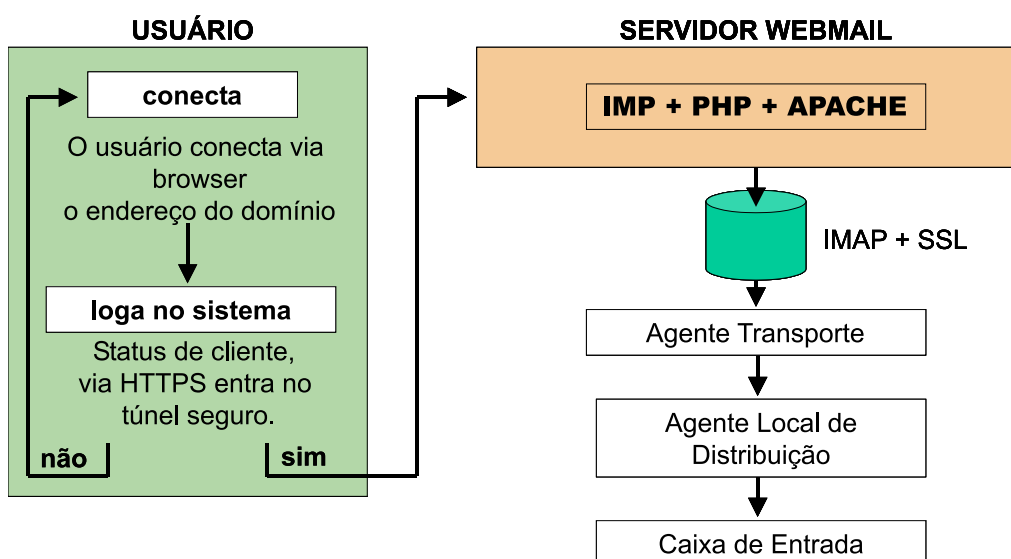 USUÁRIO
conecta
O usuário conecta via
browser
o endereço do domínio
loga no sistema
Status de cliente,
via HTTPS entra no
túnel seguro.
não
sim
SERVIDOR WEBMAIL
IMP + PHP + APACHE
IMAP + SSL
Agente Transporte
Agente Local de
Distribuição
Caixa de Entrada